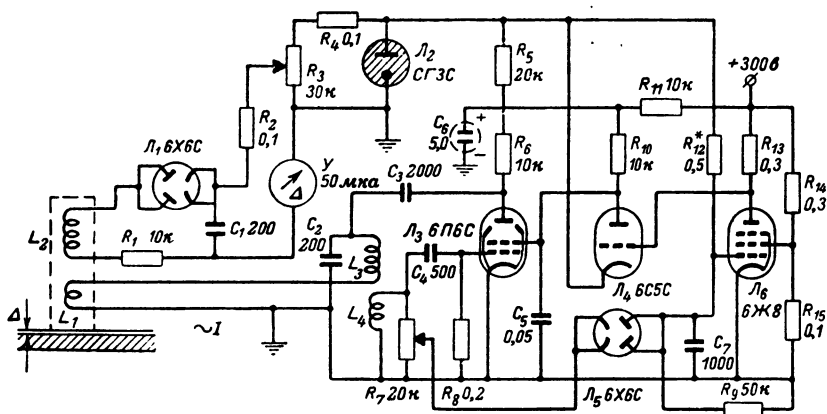 R4 0,1
Л2
СГ3С
R3
30к
R5
20к
+300в
R11 10к
R2
0,1
C6
5,0
+
−
R10
10к
R12*
0,5
R13
0,3
Л1 6Х6С
У
50 мка
Δ
C3 2000
R6
10к
R14
0,3
C1 200
C2
200
L2
R1 10к
L3
Л3 6П6С
C4 500
Л4 6С5С
Л6
6Ж8
L1
Δ
~I
L4
C5
0,05
C7
1000
R15
0,1
R7 20к
R8 0,2
Л5 6Х6С
R9 50к